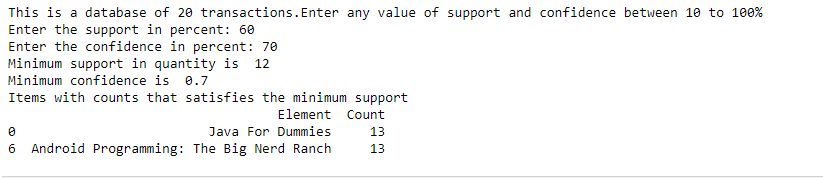 This is a database of 20 transactions.Enter any value of support and confidence between 10 to 100%
Enter the support in percent: 60
Enter the confidence in percent: 70
Minimum support in quantity is  12
Minimum confidence is  0.7
Items with counts that satisfies the minimum support
                                   Element  Count
0                         Java For Dummies     13
6  Android Programming: The Big Nerd Ranch     13